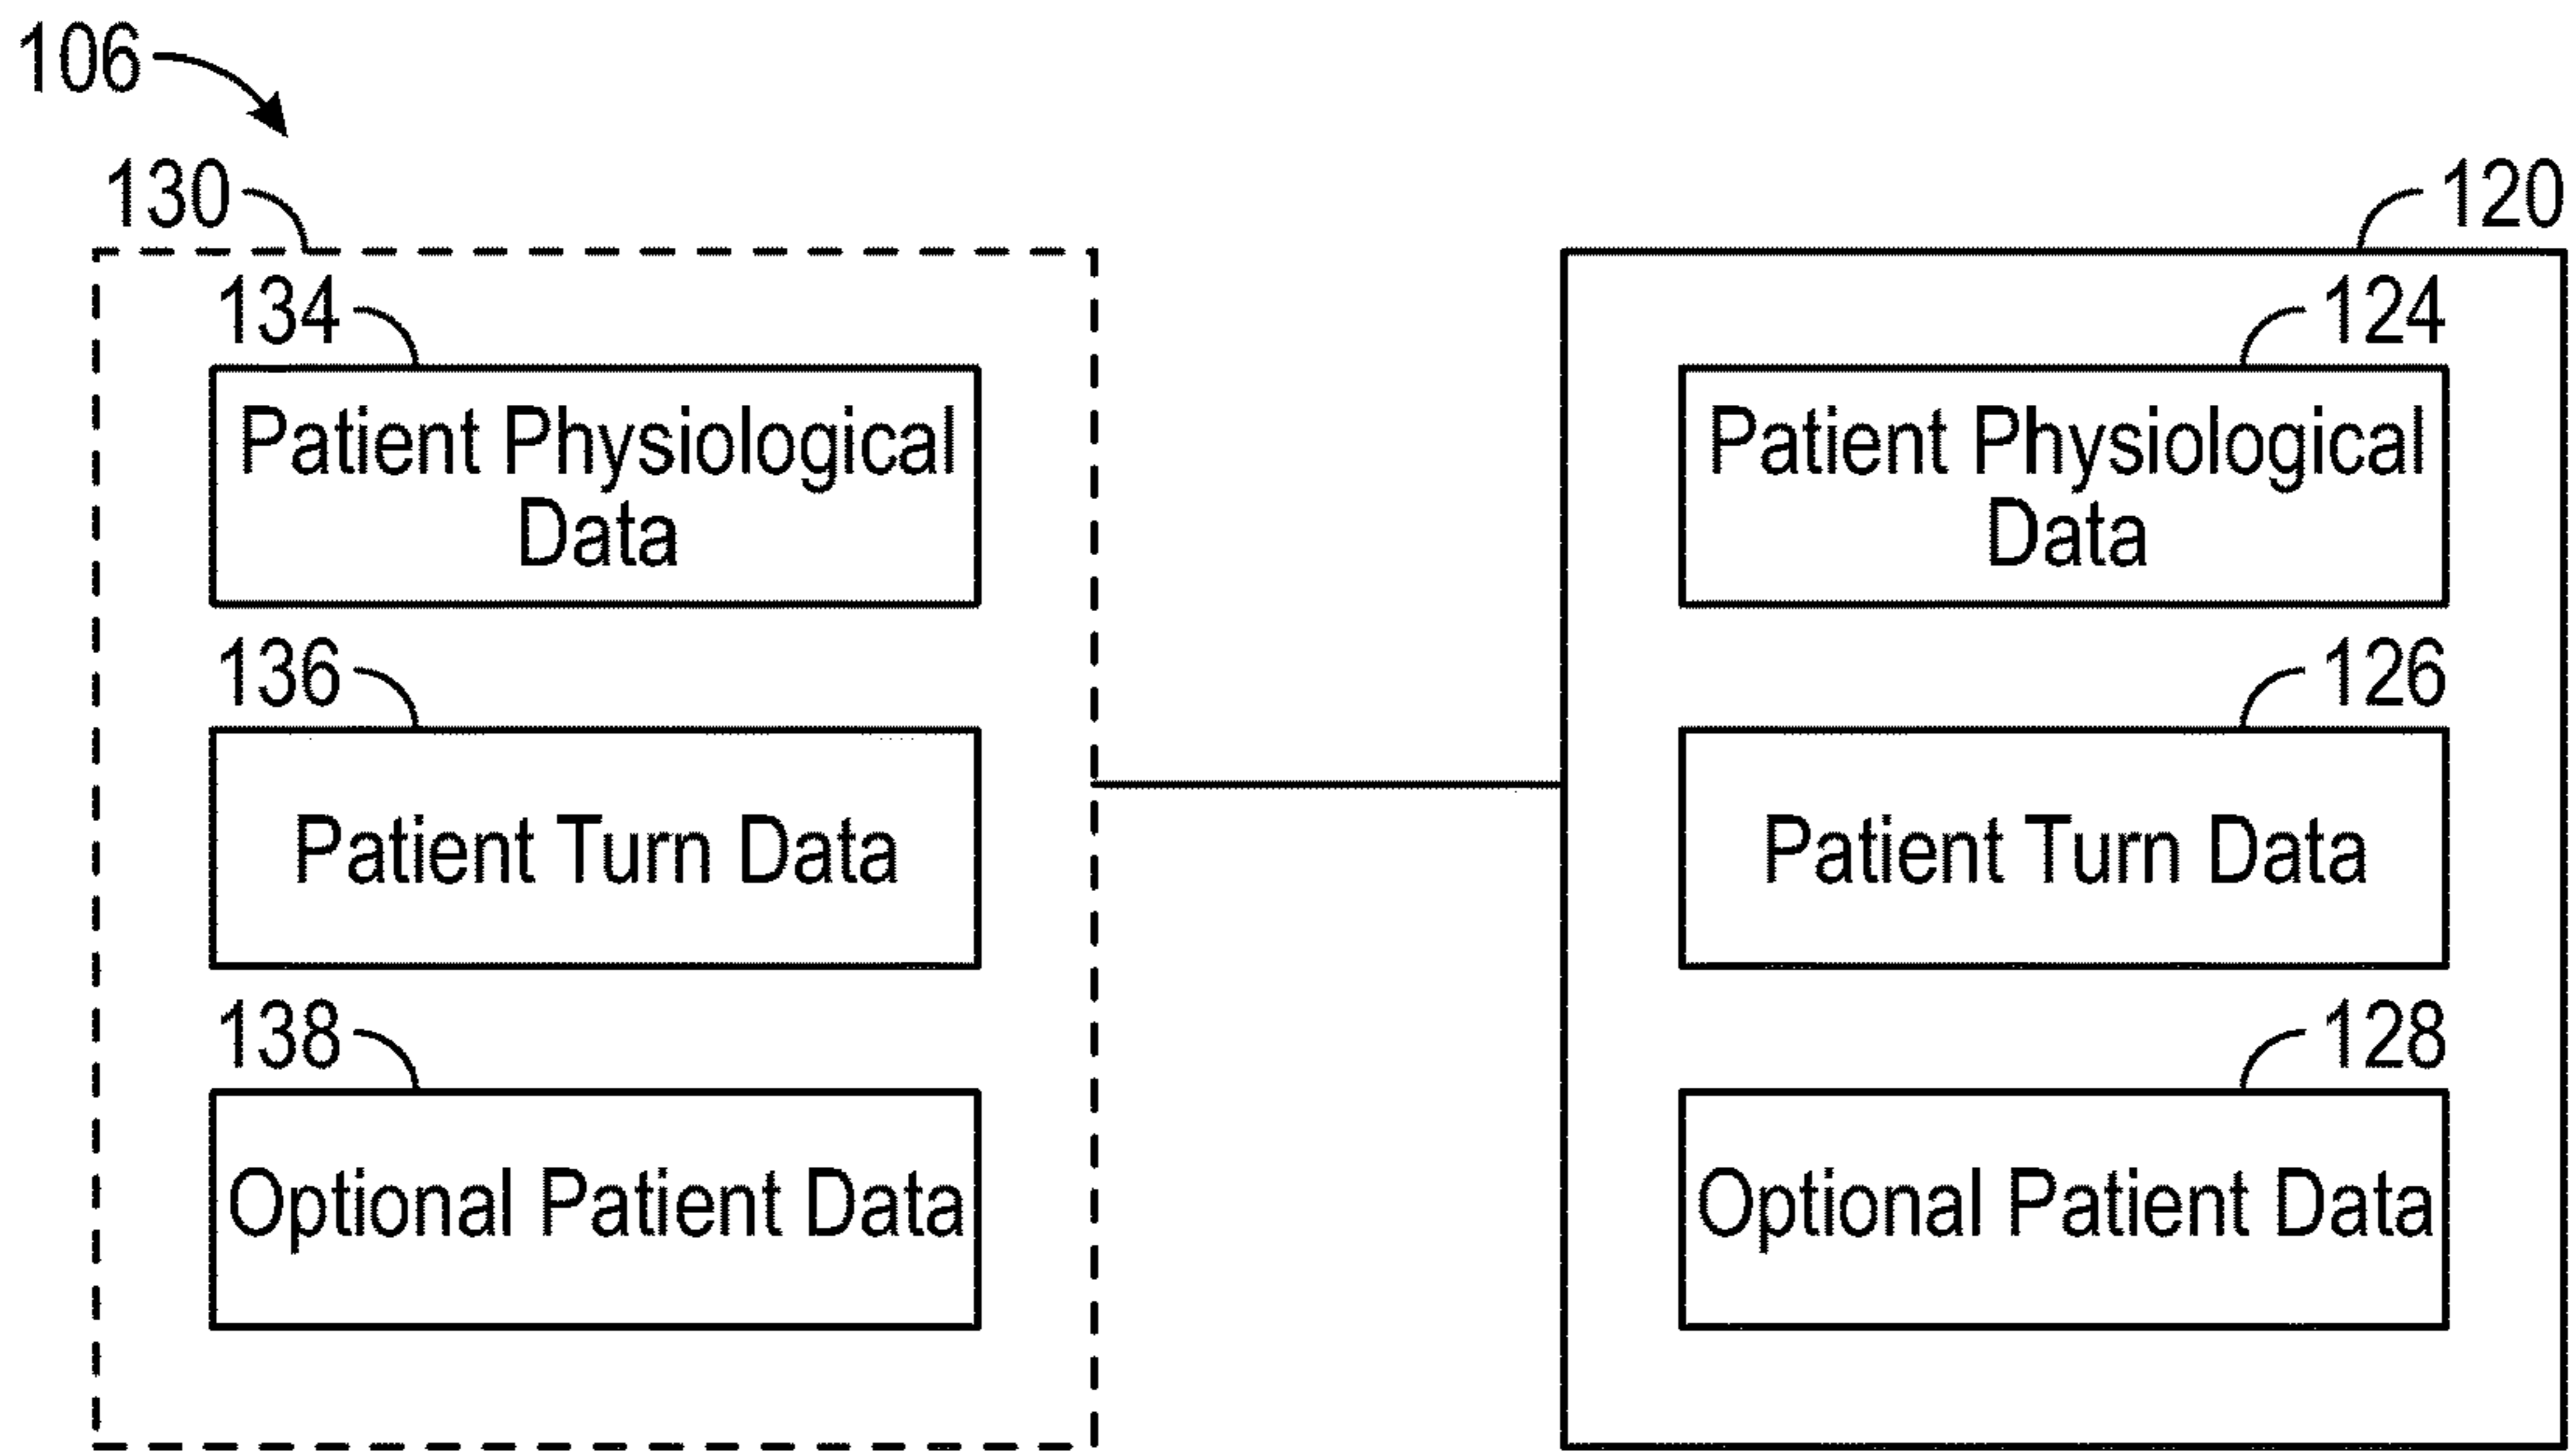 106
130
134
Patient Physiological
Data
136
Patient Turn Data
138
Optional Patient Data
120
124
Patient Physiological
Data
126
Patient Turn Data
128
Optional Patient Data